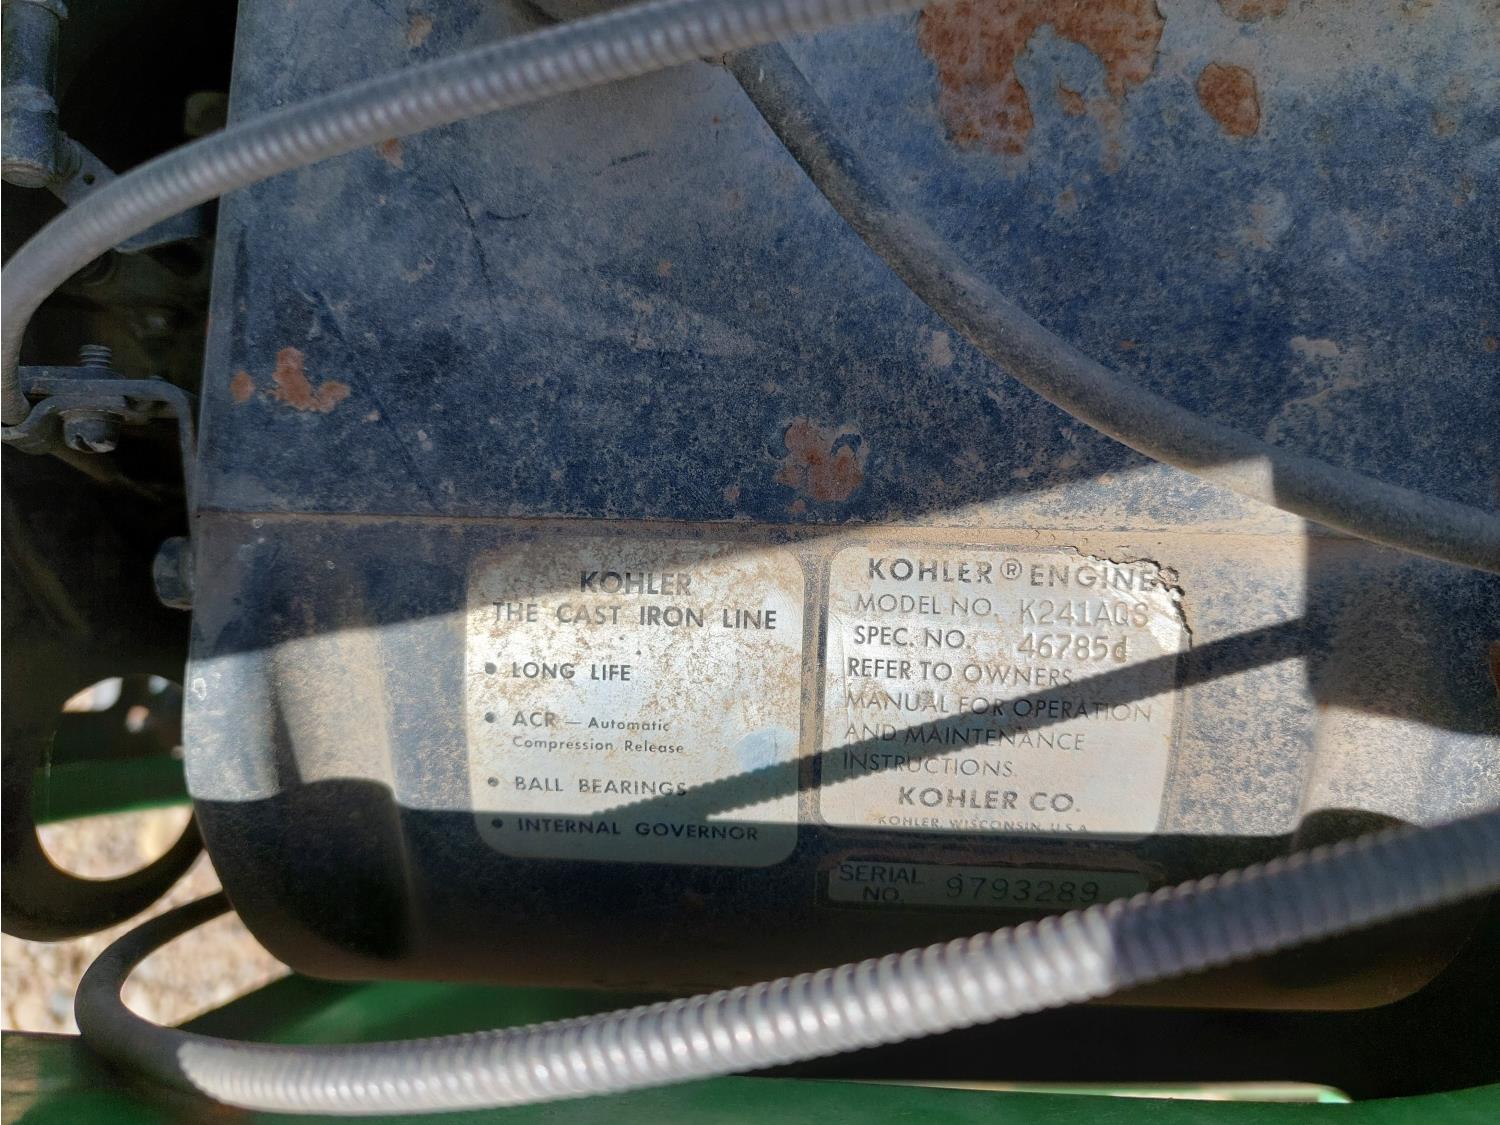 KOHLER
THE CAST IRON LINE
• LONG LIFE
• ACR — Automatic
Compression Release
• BALL BEARINGS
• INTERNAL GOVERNOR
KOHLER® ENGINE
MODEL NO. K241AQS
SPEC. NO. 46785d
REFER TO OWNERS
MANUAL FOR OPERATION
AND MAINTENANCE
INSTRUCTIONS.
KOHLER CO.
KOHLER, WISCONSIN, U.S.A.
SERIAL
NO. 9793289